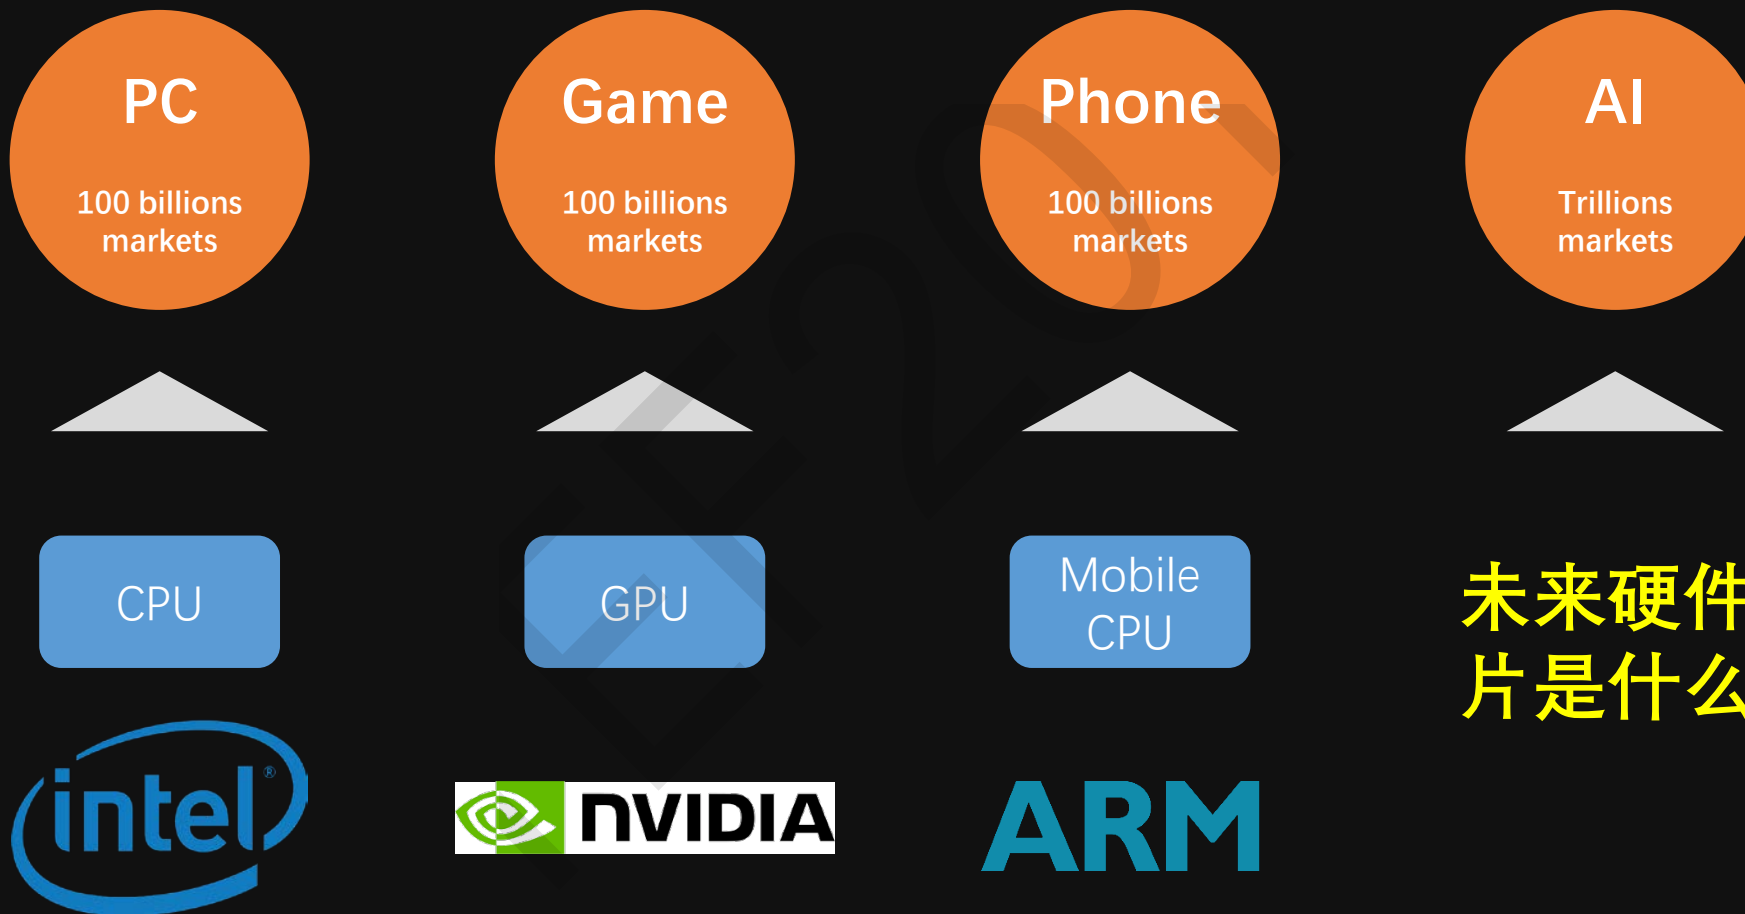 PC
100 billions
markets
Game
100 billions
markets
Phone
100 billions
markets
AI
Trillions
markets
CPU
GPU
Mobile
CPU
未来硬件
片是什么
intel®
NVIDIA
ARM